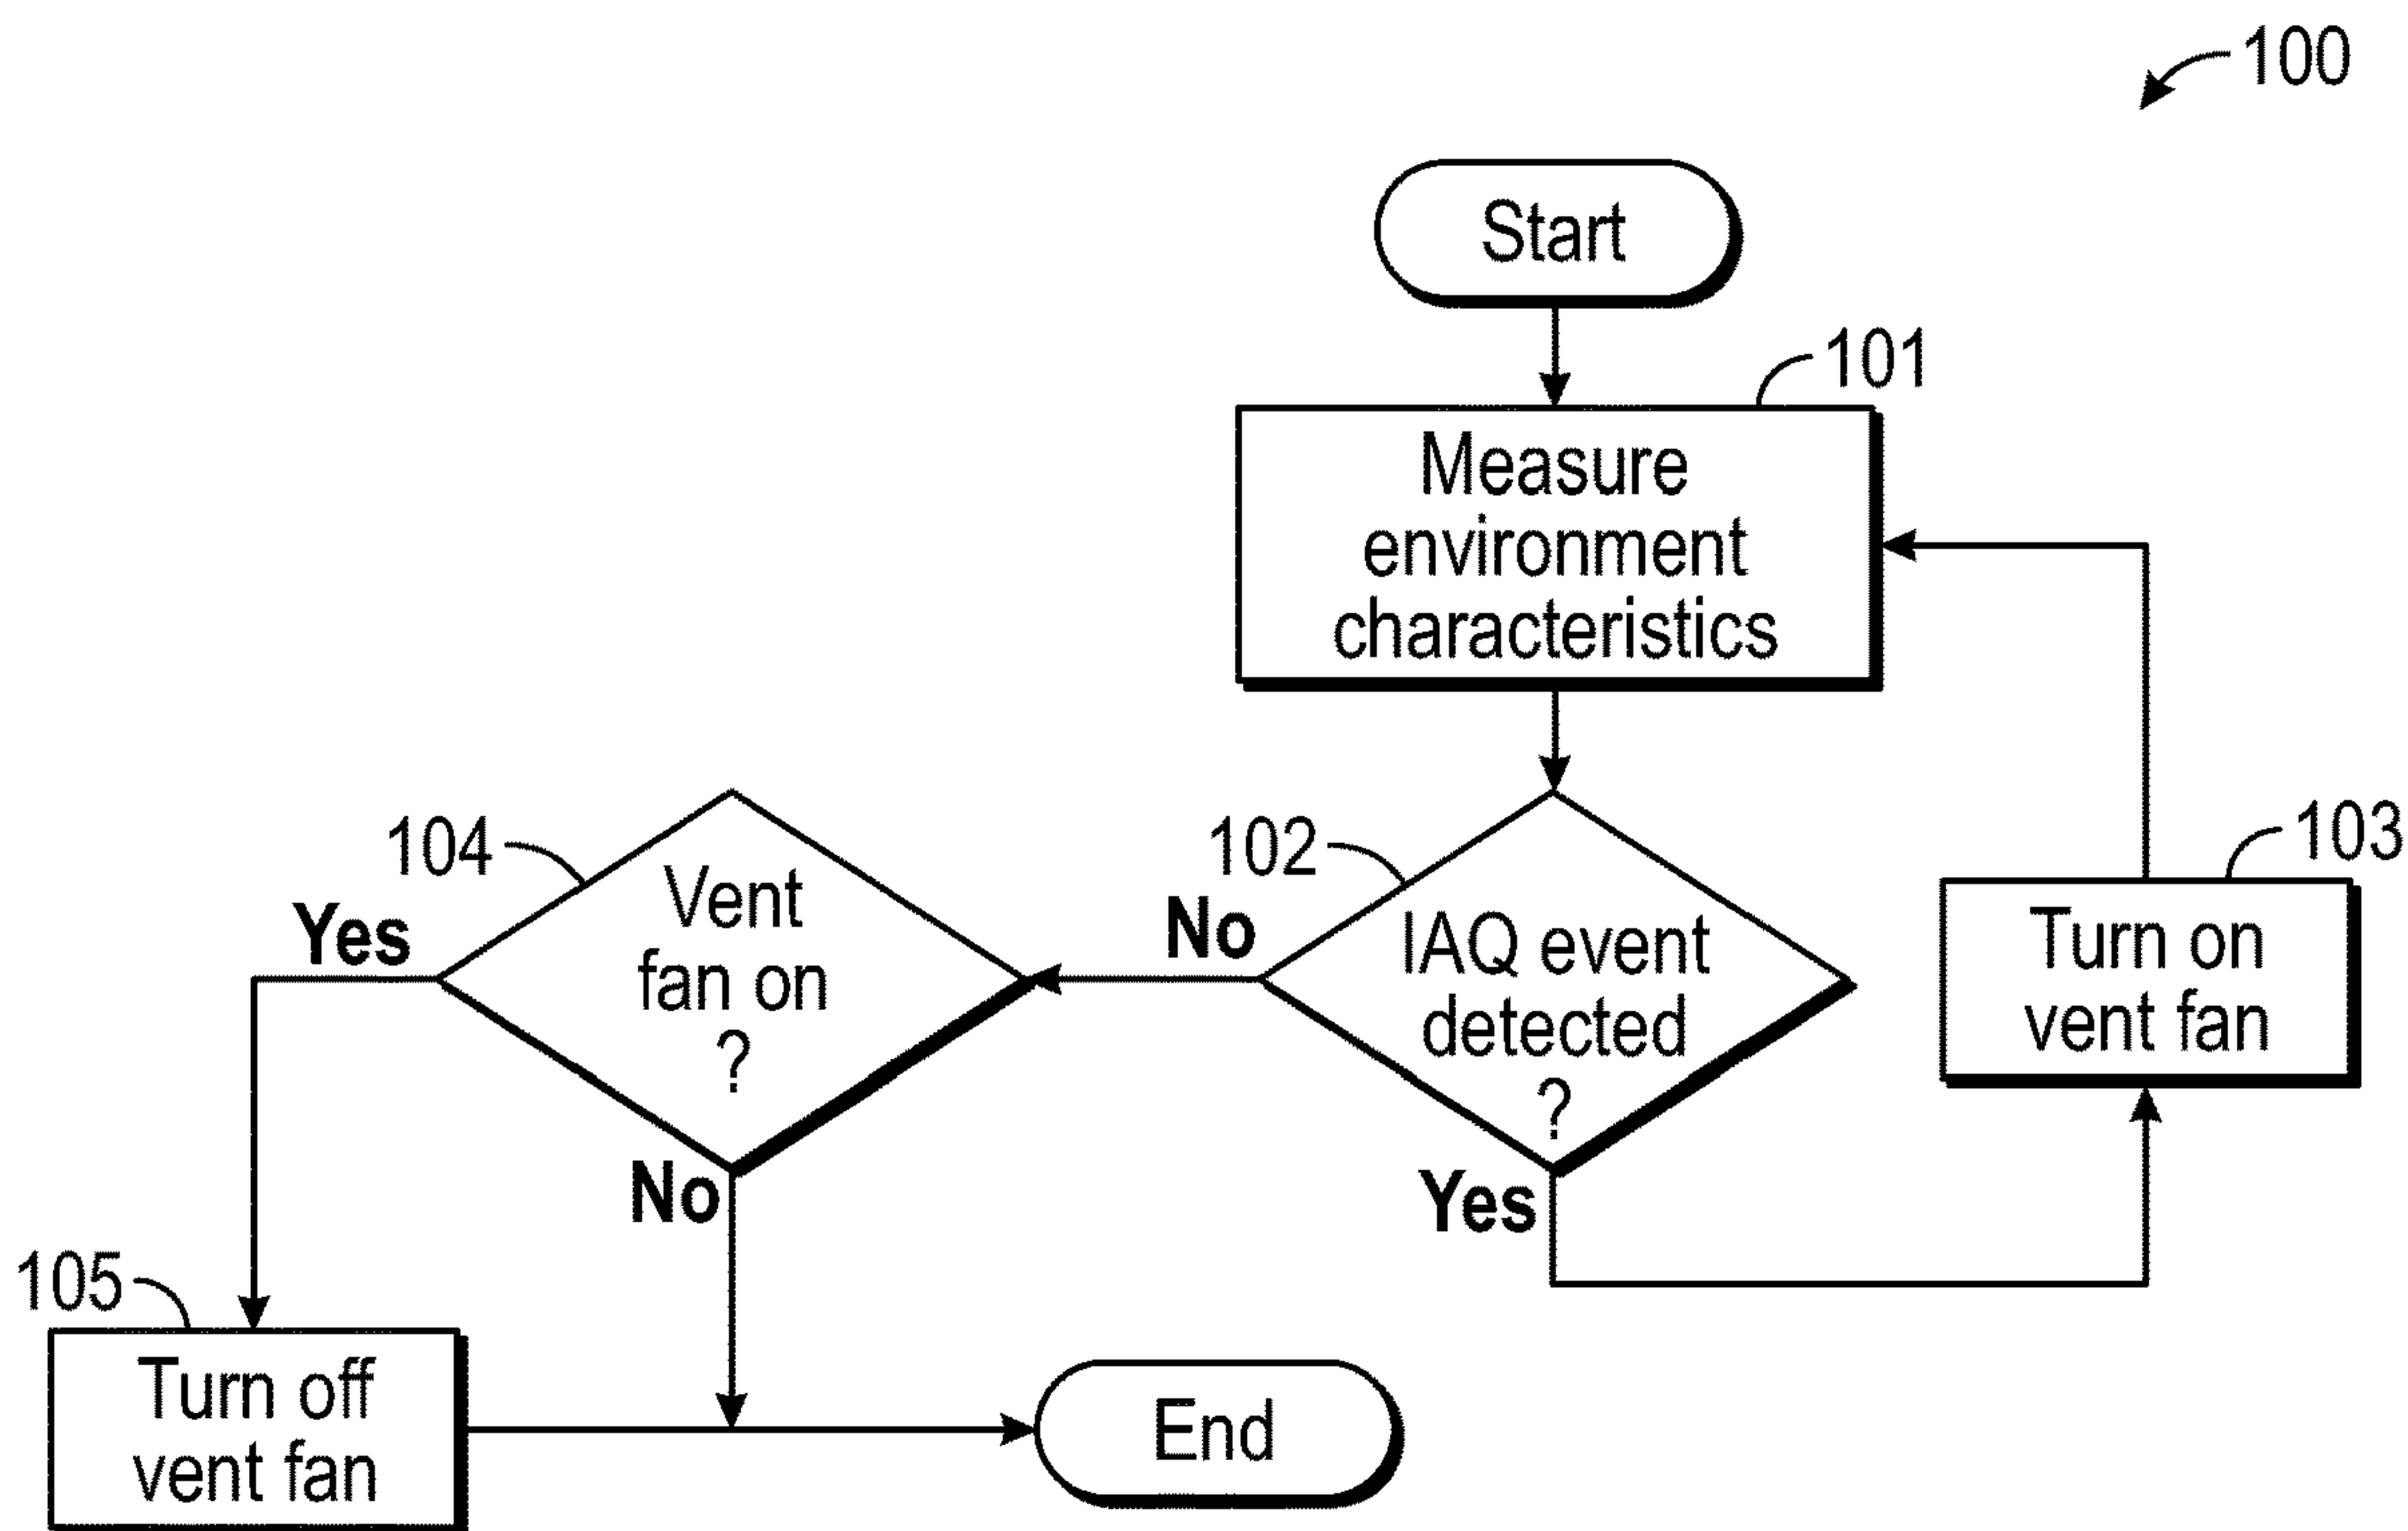 100
Start
101
Measure
environment
characteristics
104
Vent
fan on
?
Yes
No
102
IAQ event
detected
?
No
Yes
103
Turn on
vent fan
105
Turn off
vent fan
End